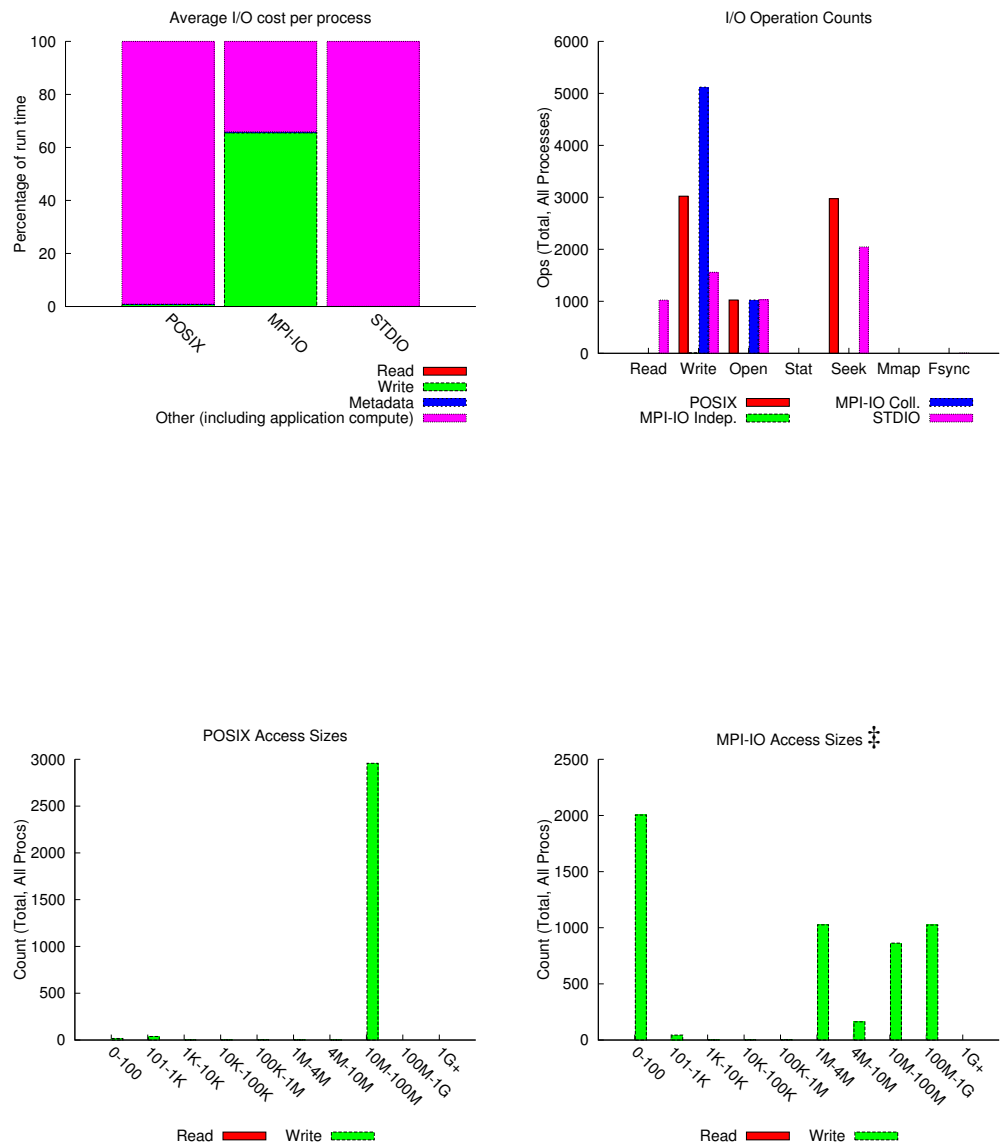 Average I/O cost per process
100
80
60
40
20
0
Percentage of run time
POSIX
MPI-IO
STDIO
Read
Write
Metadata
Other (including application compute)
I/O Operation Counts
6000
5000
4000
3000
2000
1000
0
Ops (Total, All Processes)
Read Write Open Stat Seek Mmap Fsync
POSIX
MPI-IO Indep.
MPI-IO Coll.
STDIO
POSIX Access Sizes
3000
2500
2000
1500
1000
500
0
Count (Total, All Procs)
0-100
101-1K
1K-10K
10K-100K
100K-1M
1M-4M
4M-10M
10M-100M
100M-1G
1G+
Read Write
MPI-IO Access Sizes ‡
2500
2000
1500
1000
500
0
Count (Total, All Procs)
0-100
101-1K
1K-10K
10K-100K
100K-1M
1M-4M
4M-10M
10M-100M
100M-1G
1G+
Read Write